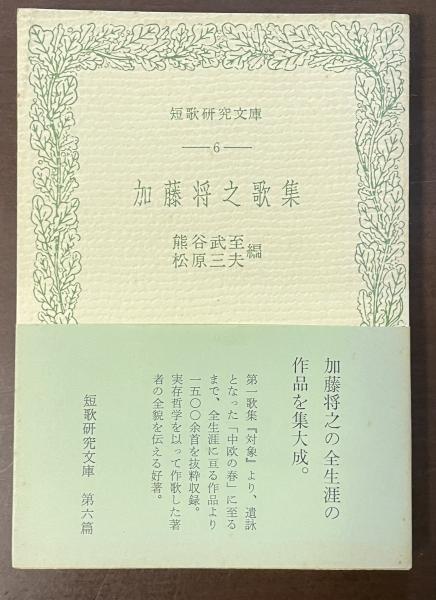 短歌研究文庫
—6—
加藤将之歌集
熊谷武至
松原三夫
編
加藤将之の全生涯の
作品を集大成。
第一歌集『対象』より、遺詠
となった「中欧の春」に至る
まで、全生涯に亘る作品より
一五〇〇余首を抜粋収録。
実存哲学を以って作歌した著
者の全貌を伝える好著。
短歌研究文庫 第六篇